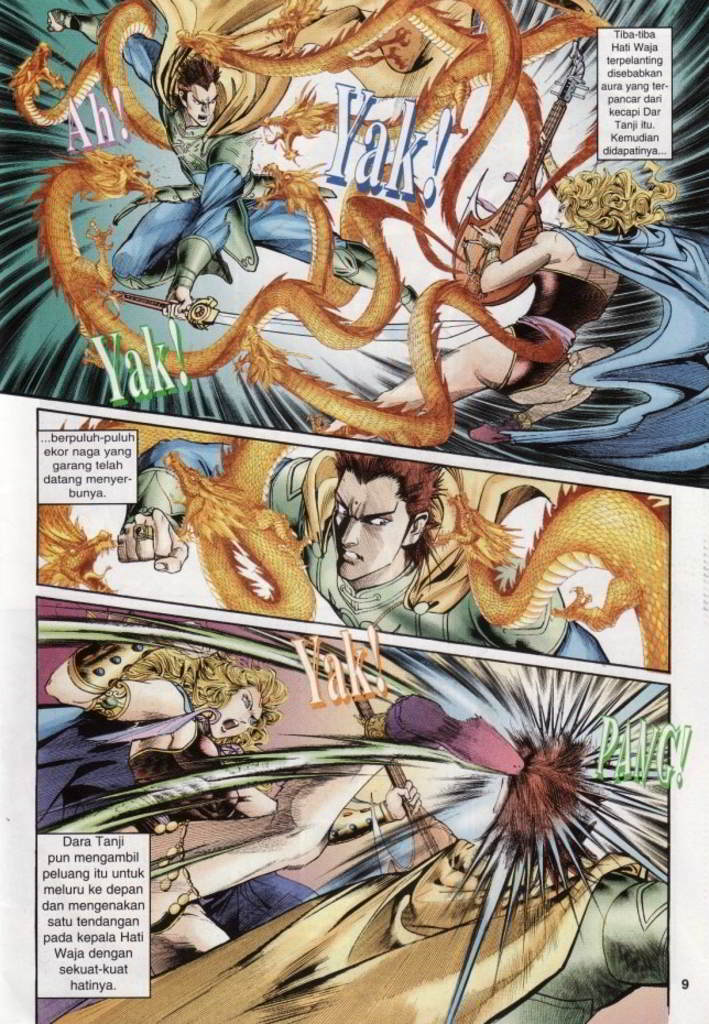 Tiba-tiba
Hati Waja
terpelanting
disebabkan
aura yang ter-
pancar dari
kecapi Dar
Tanji itu.
Kemudian
didapatinya...
Ah!
Yak!
Yak!
...berpuluh-puluh
ekor naga yang
garang telah
datang menyer-
bunya.
Yak!
PANG!
Dara Tanji
pun mengambil
peluang itu untuk
meluru ke depan
dan mengenakan
satu tendangan
pada kepala Hati
Waja dengan
sekuat-kuat
hatinya.
9